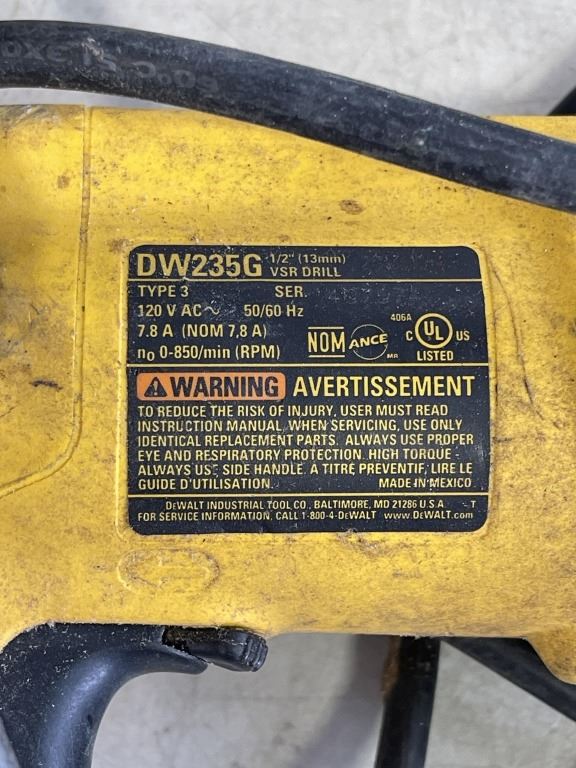 DW235G 1/2" (13mm) VSR DRILL
TYPE 3 SER.
120 V AC ~ 50/60 Hz
7.8 A (NOM 7,8 A)
n₀ 0-850/min (RPM)
NOM ANCE MR
406A
C UL US
LISTED
WARNING AVERTISSEMENT
TO REDUCE THE RISK OF INJURY, USER MUST READ
INSTRUCTION MANUAL. WHEN SERVICING, USE ONLY
IDENTICAL REPLACEMENT PARTS. ALWAYS USE PROPER
EYE AND RESPIRATORY PROTECTION. HIGH TORQUE -
ALWAYS USE SIDE HANDLE. A TITRE PREVENTIF, LIRE LE
GUIDE D'UTILISATION. MADE IN MEXICO
DEWALT INDUSTRIAL TOOL CO., BALTIMORE, MD 21286 U.S.A. -T
FOR SERVICE INFORMATION, CALL 1-800-4-DEWALT www.DEWALT.com